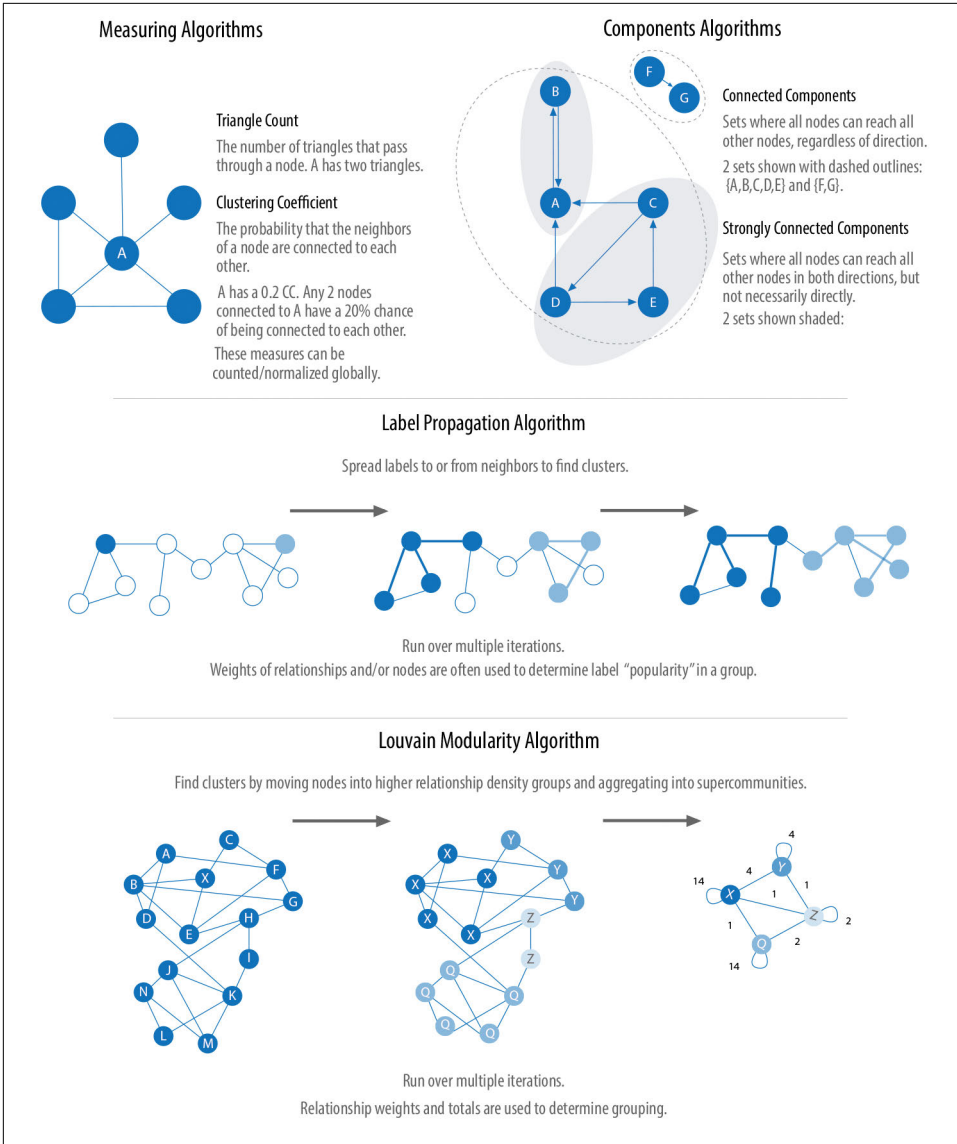 Measuring Algorithms
Components Algorithms
A
Triangle Count
The number of triangles that pass
through a node. A has two triangles.
Clustering Coefficient
The probability that the neighbors
of a node are connected to each
other.
A has a 0.2 CC. Any 2 nodes
connected to A have a 20% chance
of being connected to each other.
These measures can be
counted/normalized globally.
F
G
B
A
C
D
E
Connected Components
Sets where all nodes can reach all
other nodes, regardless of direction.
2 sets shown with dashed outlines:
{A,B,C,D,E} and {F,G}.
Strongly Connected Components
Sets where all nodes can reach all
other nodes in both directions, but
not necessarily directly.
2 sets shown shaded:
Label Propagation Algorithm
Spread labels to or from neighbors to find clusters.
Run over multiple iterations.
Weights of relationships and/or nodes are often used to determine label “popularity” in a group.
Louvain Modularity Algorithm
Find clusters by moving nodes into higher relationship density groups and aggregating into supercommunities.
C
A
F
X
B
G
D
H
E
I
J
N
K
L
M
Y
X
Y
X
X
Y
X
Z
X
Z
Q
Q
Q
Q
Q
4
Y
4
14
X
1
1
Z
2
1
Q
2
14
Run over multiple iterations.
Relationship weights and totals are used to determine grouping.